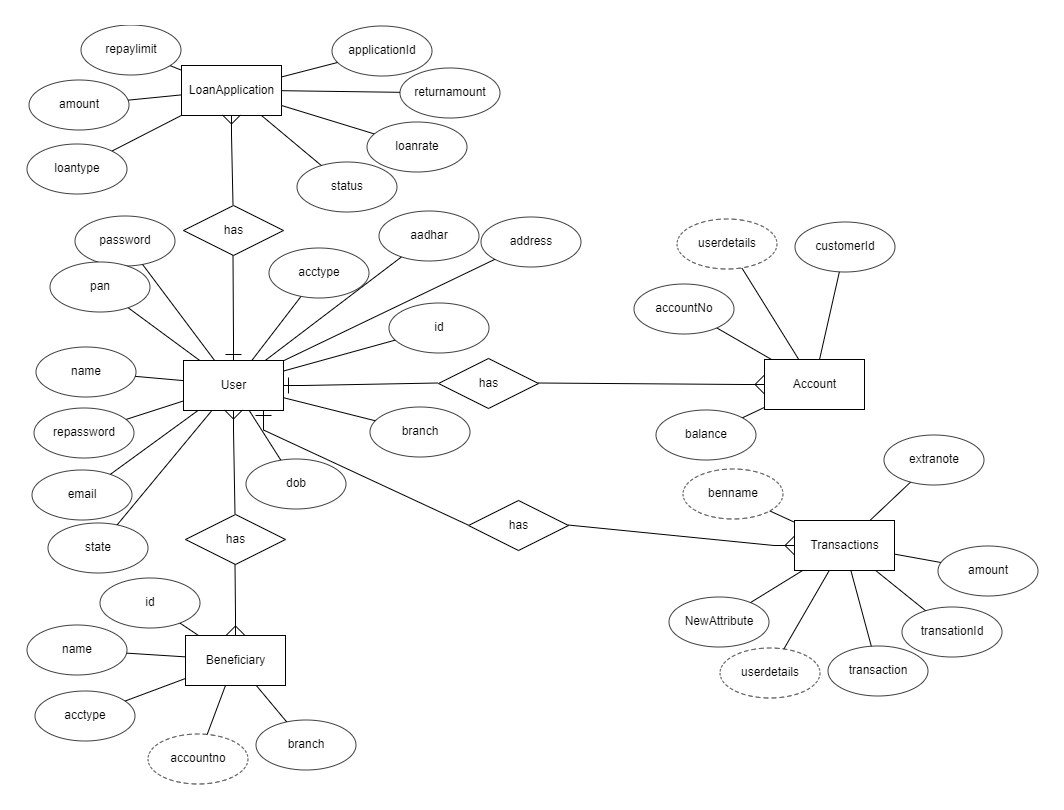 repaylimit
applicationId
LoanApplication
returnamount
amount
loanrate
loantype
status
has
password
aadhar
address
acctype
pan
id
name
User
has
repassword
branch
email
dob
state
has
userdetails
customerId
accountNo
Account
balance
extranote
benname
has
Transactions
amount
NewAttribute
transationId
userdetails
transaction
id
name
Beneficiary
acctype
accountno
branch